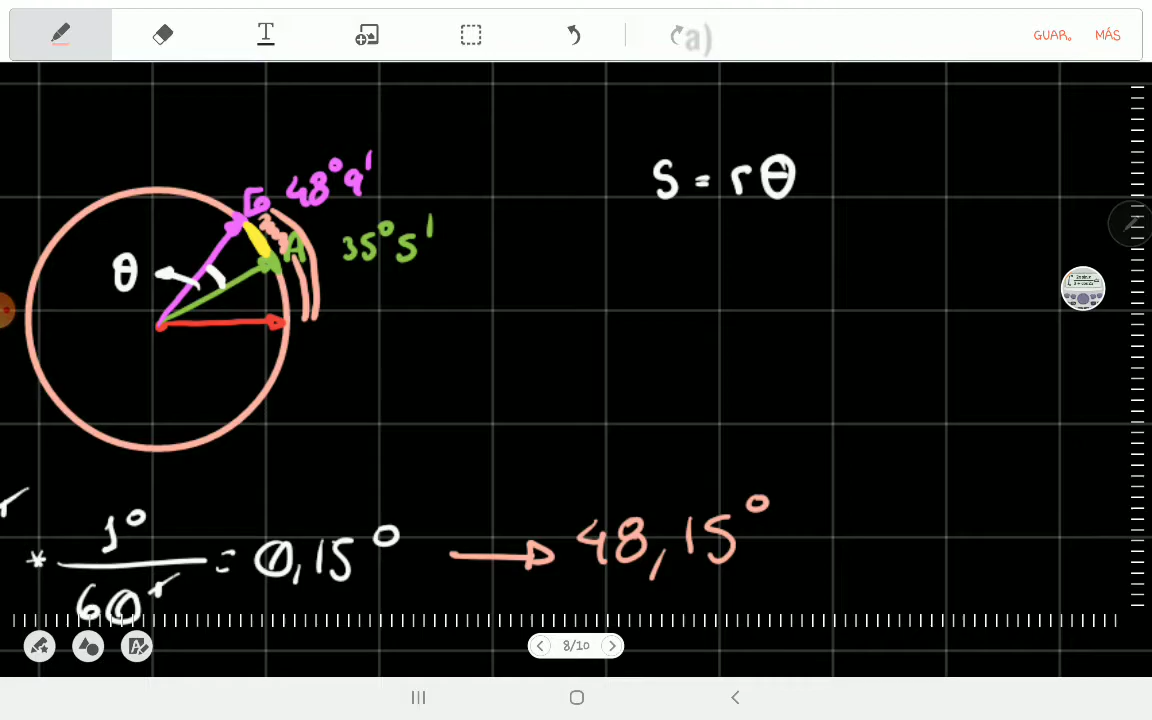 T a) GUAR. MÁS
G 48°9'
S = rθ
A 35°5'
θ
* 1°/60' = 0,15° → 48,15°
8/10